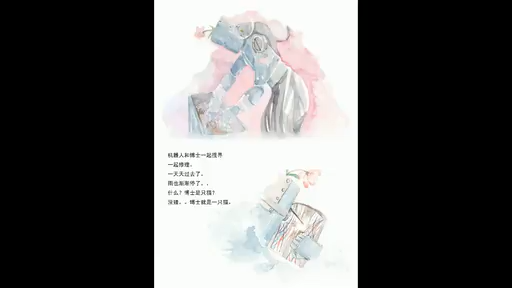 机器人和博士一起搜寻
一起修理。
一天天过去了。
雨也渐渐停了。。
什么？博士是只猫？
没错。。博士就是一只猫。